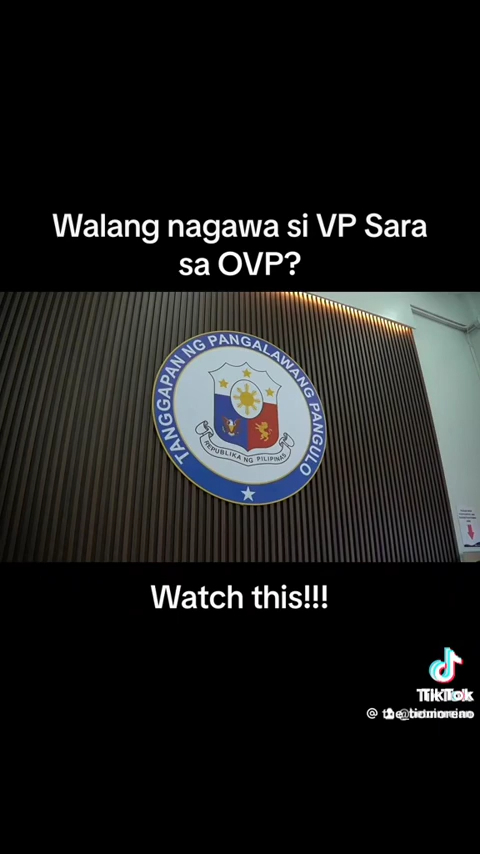 Walang nagawa si VP Sara
sa OVP?
TANGGAPAN NG PANGALAWANG PANGULO
REPUBLIKA NG PILIPINAS
Watch this!!!
TikTok